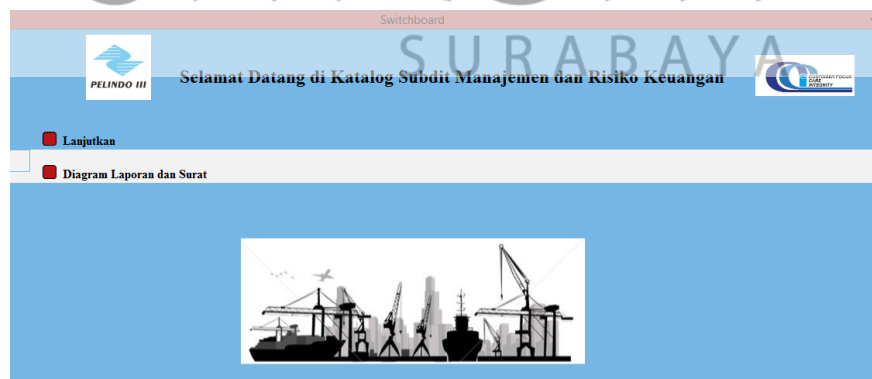 Switchboard
SURABAYA
PELINDO III
Selamat Datang di Katalog Subdit Manajemen dan Risiko Keuangan
CUSTOMER FOCUS
CARE
INTEGRITY
Lanjutkan
Diagram Laporan dan Surat